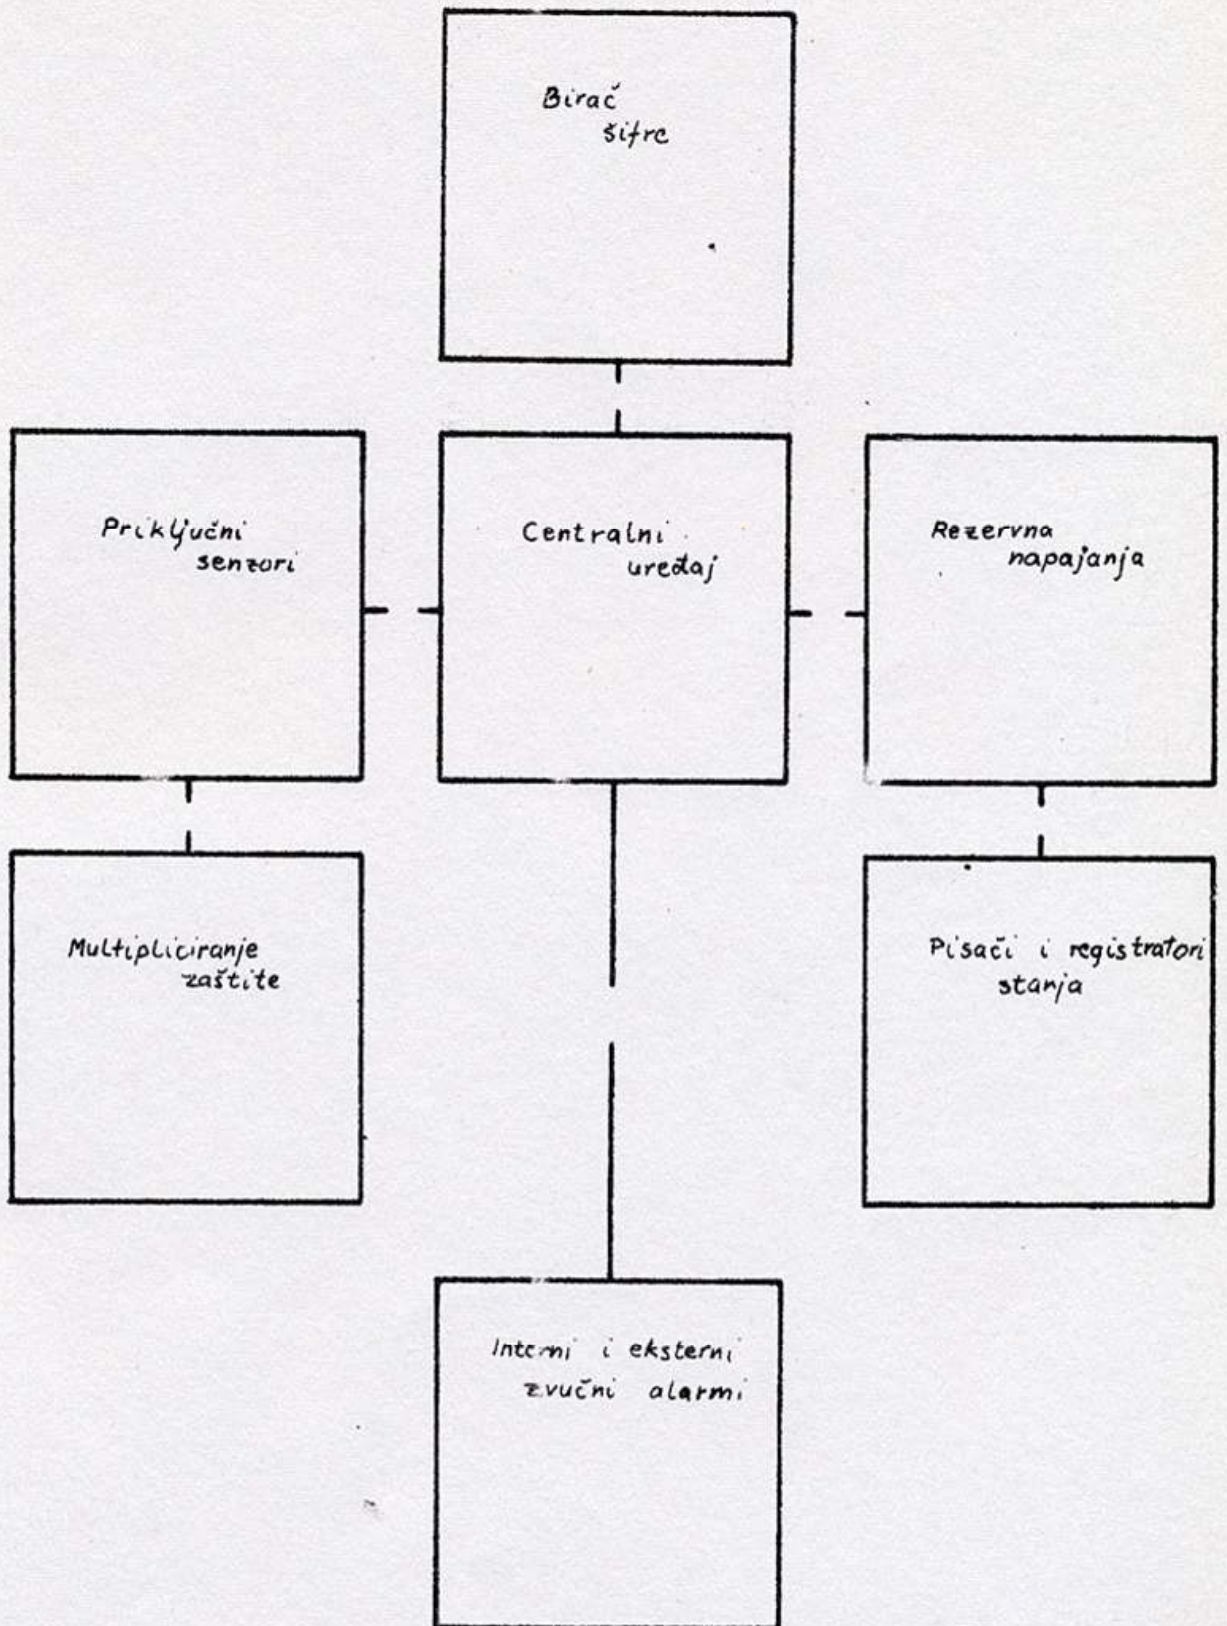 Birač
šifre
Priključni
senzori
Centralni
uređaj
Rezervna
napajanja
Multipliciranje
zaštite
Pisači i registratori
stanja
Interni i eksterni
zvučni alarmi